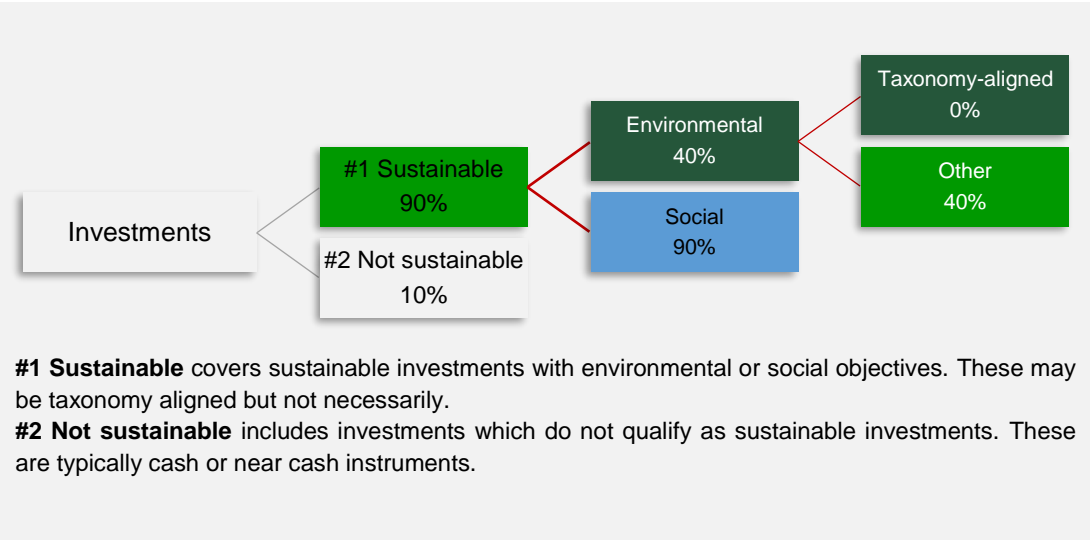 Investments
#1 Sustainable
90%
#2 Not sustainable
10%
Environmental
40%
Social
90%
Taxonomy-aligned
0%
Other
40%
#1 Sustainable covers sustainable investments with environmental or social objectives. These may
be taxonomy aligned but not necessarily.
#2 Not sustainable includes investments which do not qualify as sustainable investments. These
are typically cash or near cash instruments.